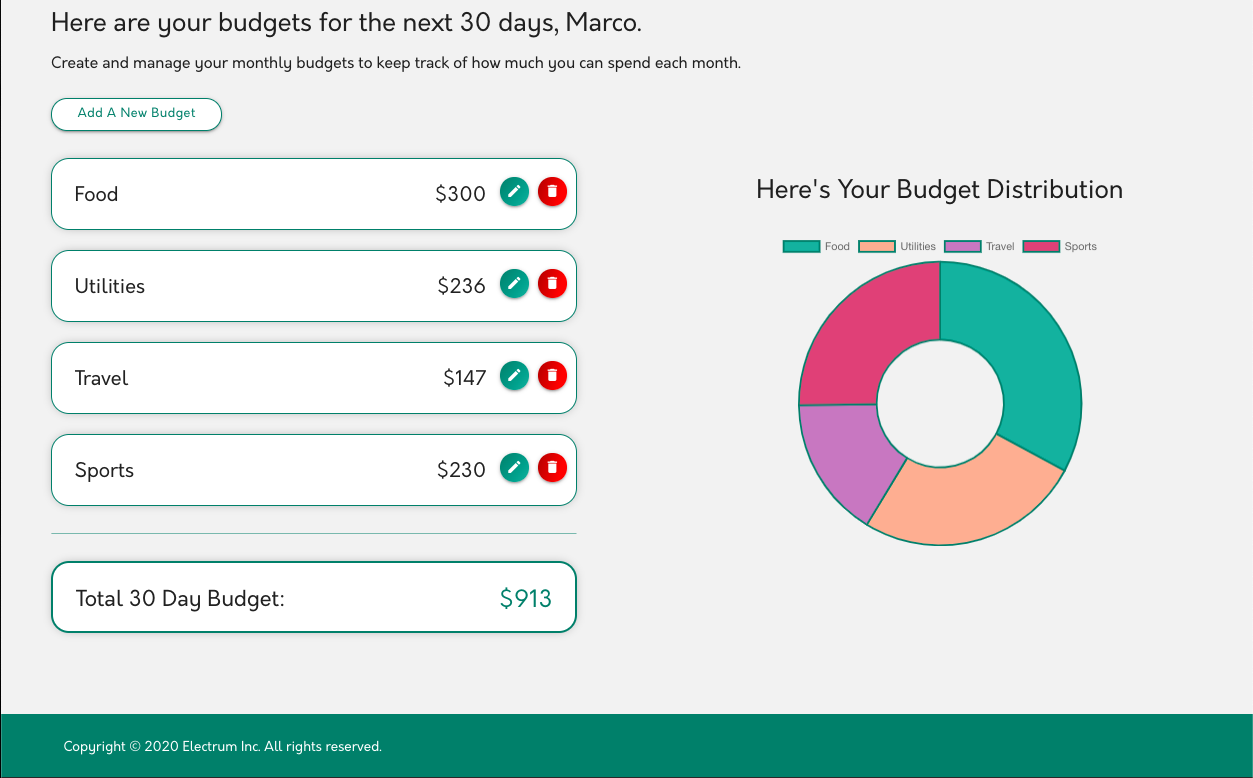 Here are your budgets for the next 30 days, Marco.
Create and manage your monthly budgets to keep track of how much you can spend each month.
Add A New Budget
Food $300
Utilities $236
Travel $147
Sports $230
Total 30 Day Budget: $913
Here's Your Budget Distribution
Food Utilities Travel Sports
Copyright © 2020 Electrum Inc. All rights reserved.